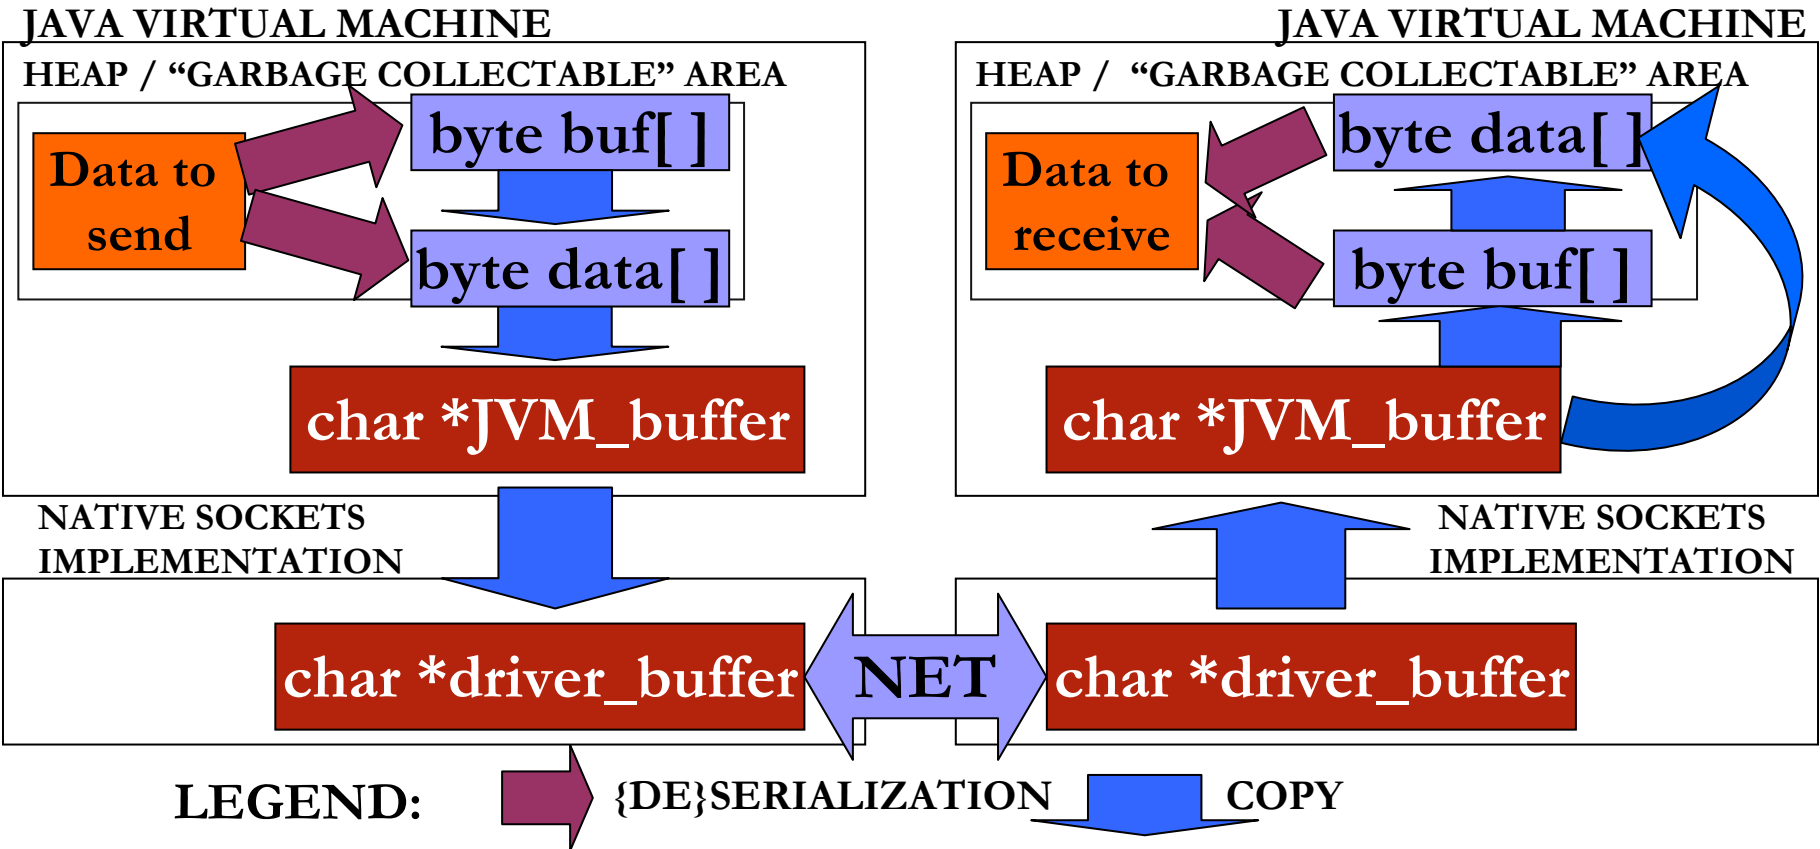 JAVA VIRTUAL MACHINE
HEAP / “GARBAGE COLLECTABLE” AREA
Data to
send
byte buf[ ]
byte data[ ]
char *JVM_buffer
NATIVE SOCKETS
IMPLEMENTATION
char *driver_buffer
NET
JAVA VIRTUAL MACHINE
HEAP / “GARBAGE COLLECTABLE” AREA
Data to
receive
byte data[ ]
byte buf[ ]
char *JVM_buffer
NATIVE SOCKETS
IMPLEMENTATION
char *driver_buffer
LEGEND:
{DE}SERIALIZATION
COPY